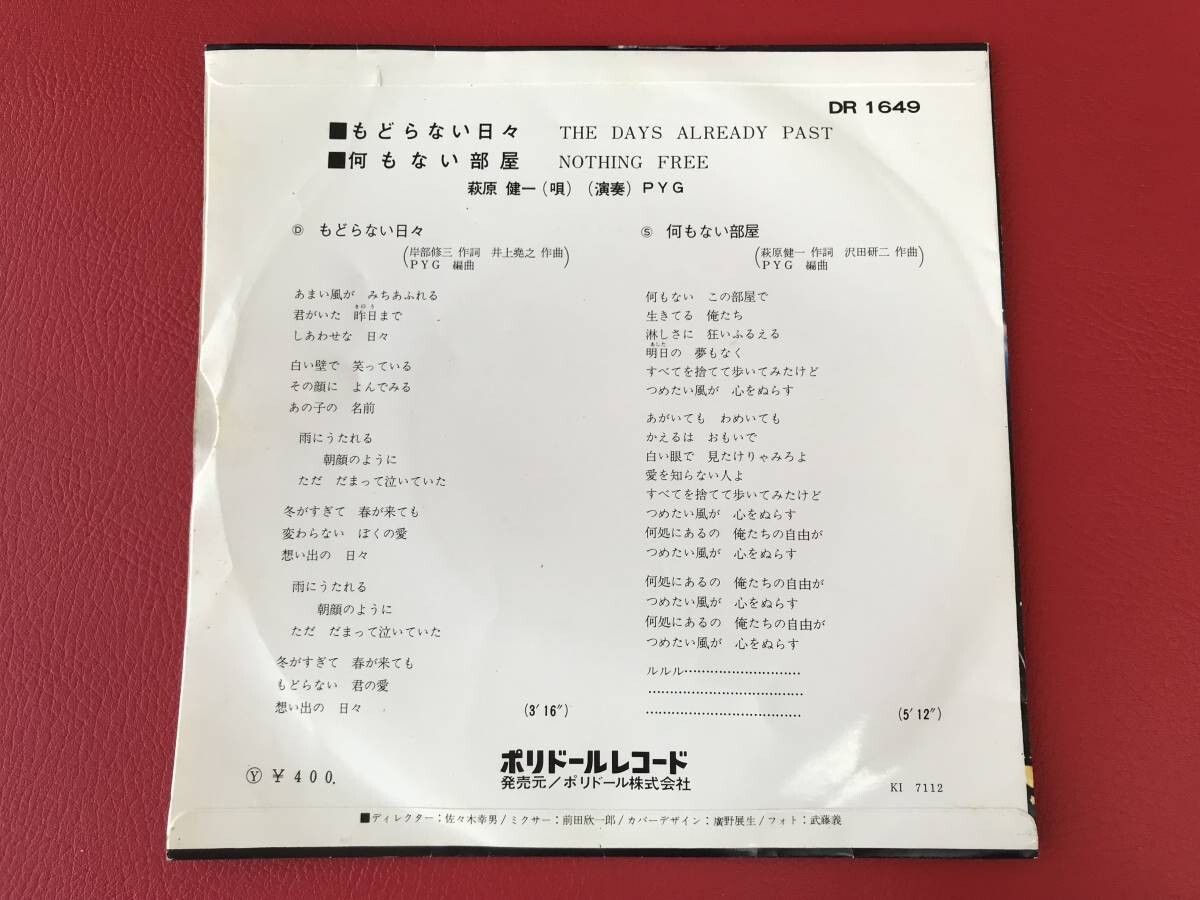 DR 1649
■もどらない日々 THE DAYS ALREADY PAST
■何もない部屋 NOTHING FREE
萩原 健一(唄) (演奏) PYG
Ⓓ もどらない日々
(岸部修三 作詞 井上堯之 作曲
PYG 編曲)
あまい風が みちあふれる
きのう
君がいた 昨日まで
しあわせな 日々
白い壁で 笑っている
その顔に よんでみる
あの子の 名前
雨にうたれる
朝顔のように
ただ だまって泣いていた
冬がすぎて 春が来ても
変わらない ぼくの愛
想い出の 日々
雨にうたれる
朝顔のように
ただ だまって泣いていた
冬がすぎて 春が来ても
もどらない 君の愛
想い出の 日々
(3′16″)
Ⓢ 何もない部屋
(萩原健一 作詞 沢田研二 作曲
PYG 編曲)
何もない この部屋で
生きてる 俺たち
淋しさに 狂いふるえる
あした
明日の 夢もなく
すべてを捨てて歩いてみたけど
つめたい風が 心をぬらす
あがいても わめいても
かえるは おもいで
白い眼で 見たけりゃみろよ
愛を知らない人よ
すべてを捨てて歩いてみたけど
つめたい風が 心をぬらす
何処にあるの 俺たちの自由が
つめたい風が 心をぬらす
何処にあるの 俺たちの自由が
つめたい風が 心をぬらす
何処にあるの 俺たちの自由が
つめたい風が 心をぬらす
ルルル…………………………
…………………………………
…………………………………
(5′12″)
Ⓨ ¥400.
ポリドールレコード
発売元/ポリドール株式会社
KI 7112
■ディレクター:佐々木幸男/ミクサー:前田欣一郎/カバーデザイン:廣野展生/フォト:武藤義